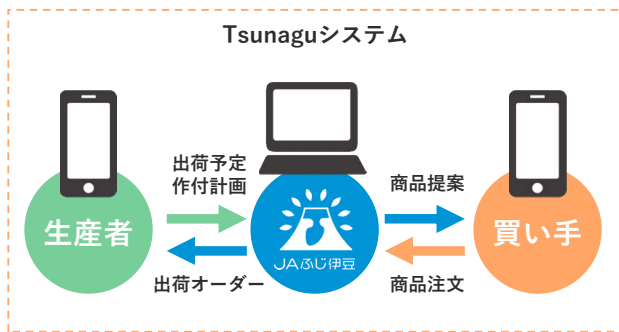 Tsunaguシステム
出荷予定
作付計画
商品提案
生産者
JAふじ伊豆
買い手
出荷オーダー
商品注文